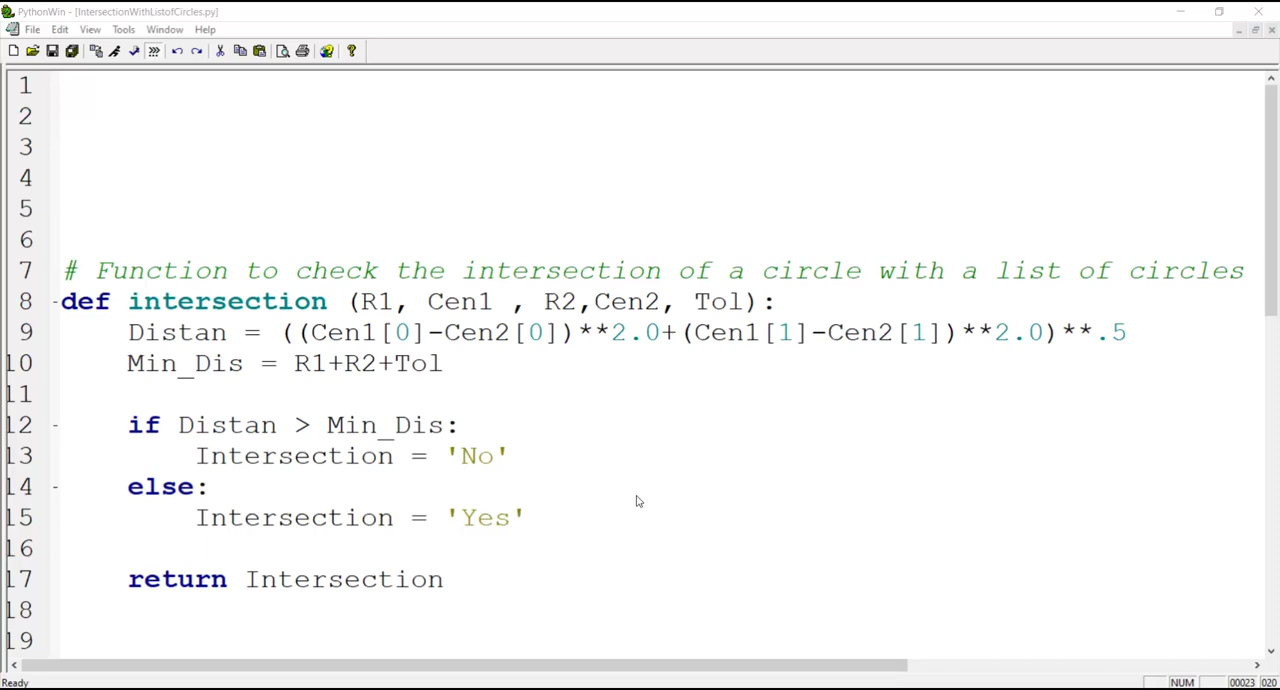 PythonWin - [IntersectionWithListofCircles.py]
File Edit View Tools Window Help
1
2
3
4
5
6
7 # Function to check the intersection of a circle with a list of circles
8 def intersection (R1, Cen1 , R2,Cen2, Tol):
9 Distan = ((Cen1[0]-Cen2[0])**2.0+(Cen1[1]-Cen2[1])**2.0)**.5
10 Min_Dis = R1+R2+Tol
11
12 if Distan > Min_Dis:
13 Intersection = 'No'
14 else:
15 Intersection = 'Yes'
16
17 return Intersection
18
19
Ready NUM 00023 020